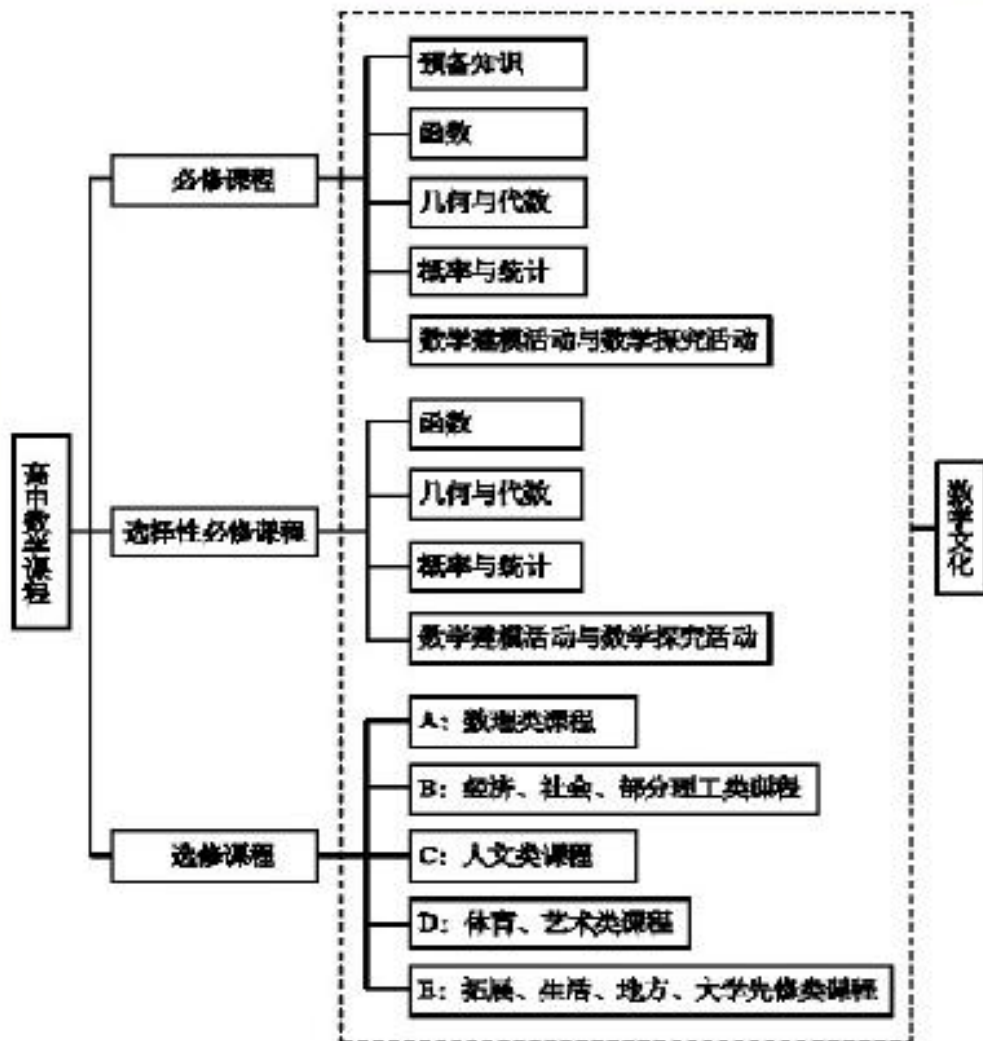 高中数学课程
必修课程
预备知识
函数
几何与代数
概率与统计
数学建模活动与数学探究活动
选择性必修课程
函数
几何与代数
概率与统计
数学建模活动与数学探究活动
选修课程
A：数理类课程
B：经济、社会、部分理工类课程
C：人文类课程
D：体育、艺术类课程
E：拓展、生活、地方、大学先修类课程
数学文化